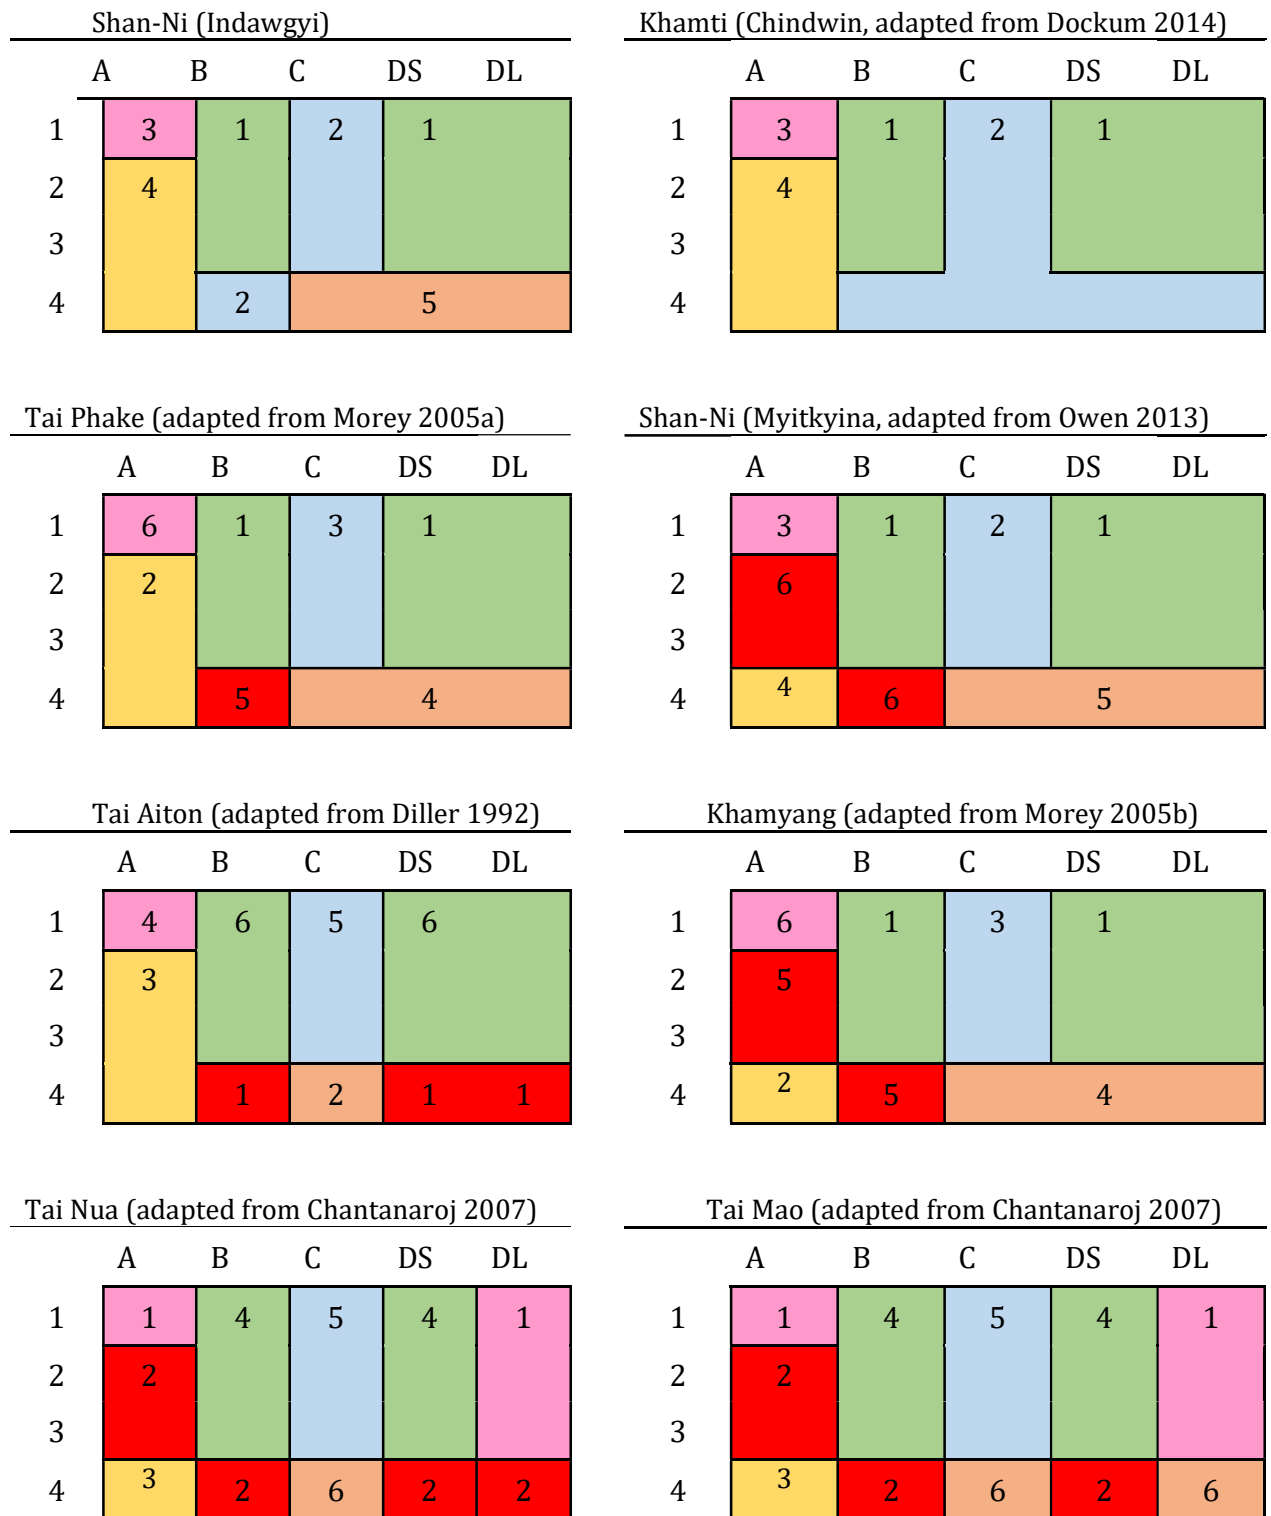 Shan-Ni (Indawgyi)
A B C DS DL
1 3 1 2 1
2 4
3
4 2 5
Khamti (Chindwin, adapted from Dockum 2014)
A B C DS DL
1 3 1 2 1
2 4
3
4
Tai Phake (adapted from Morey 2005a)
A B C DS DL
1 6 1 3 1
2 2
3
4 5 4
Shan-Ni (Myitkyina, adapted from Owen 2013)
A B C DS DL
1 3 1 2 1
2 6
3
4 4 6 5
Tai Aiton (adapted from Diller 1992)
A B C DS DL
1 4 6 5 6
2 3
3
4 1 2 1 1
Khamyang (adapted from Morey 2005b)
A B C DS DL
1 6 1 3 1
2 5
3
4 2 5 4
Tai Nua (adapted from Chantanaroj 2007)
A B C DS DL
1 1 4 5 4 1
2 2
3
4 3 2 6 2 2
Tai Mao (adapted from Chantanaroj 2007)
A B C DS DL
1 1 4 5 4 1
2 2
3
4 3 2 6 2 6